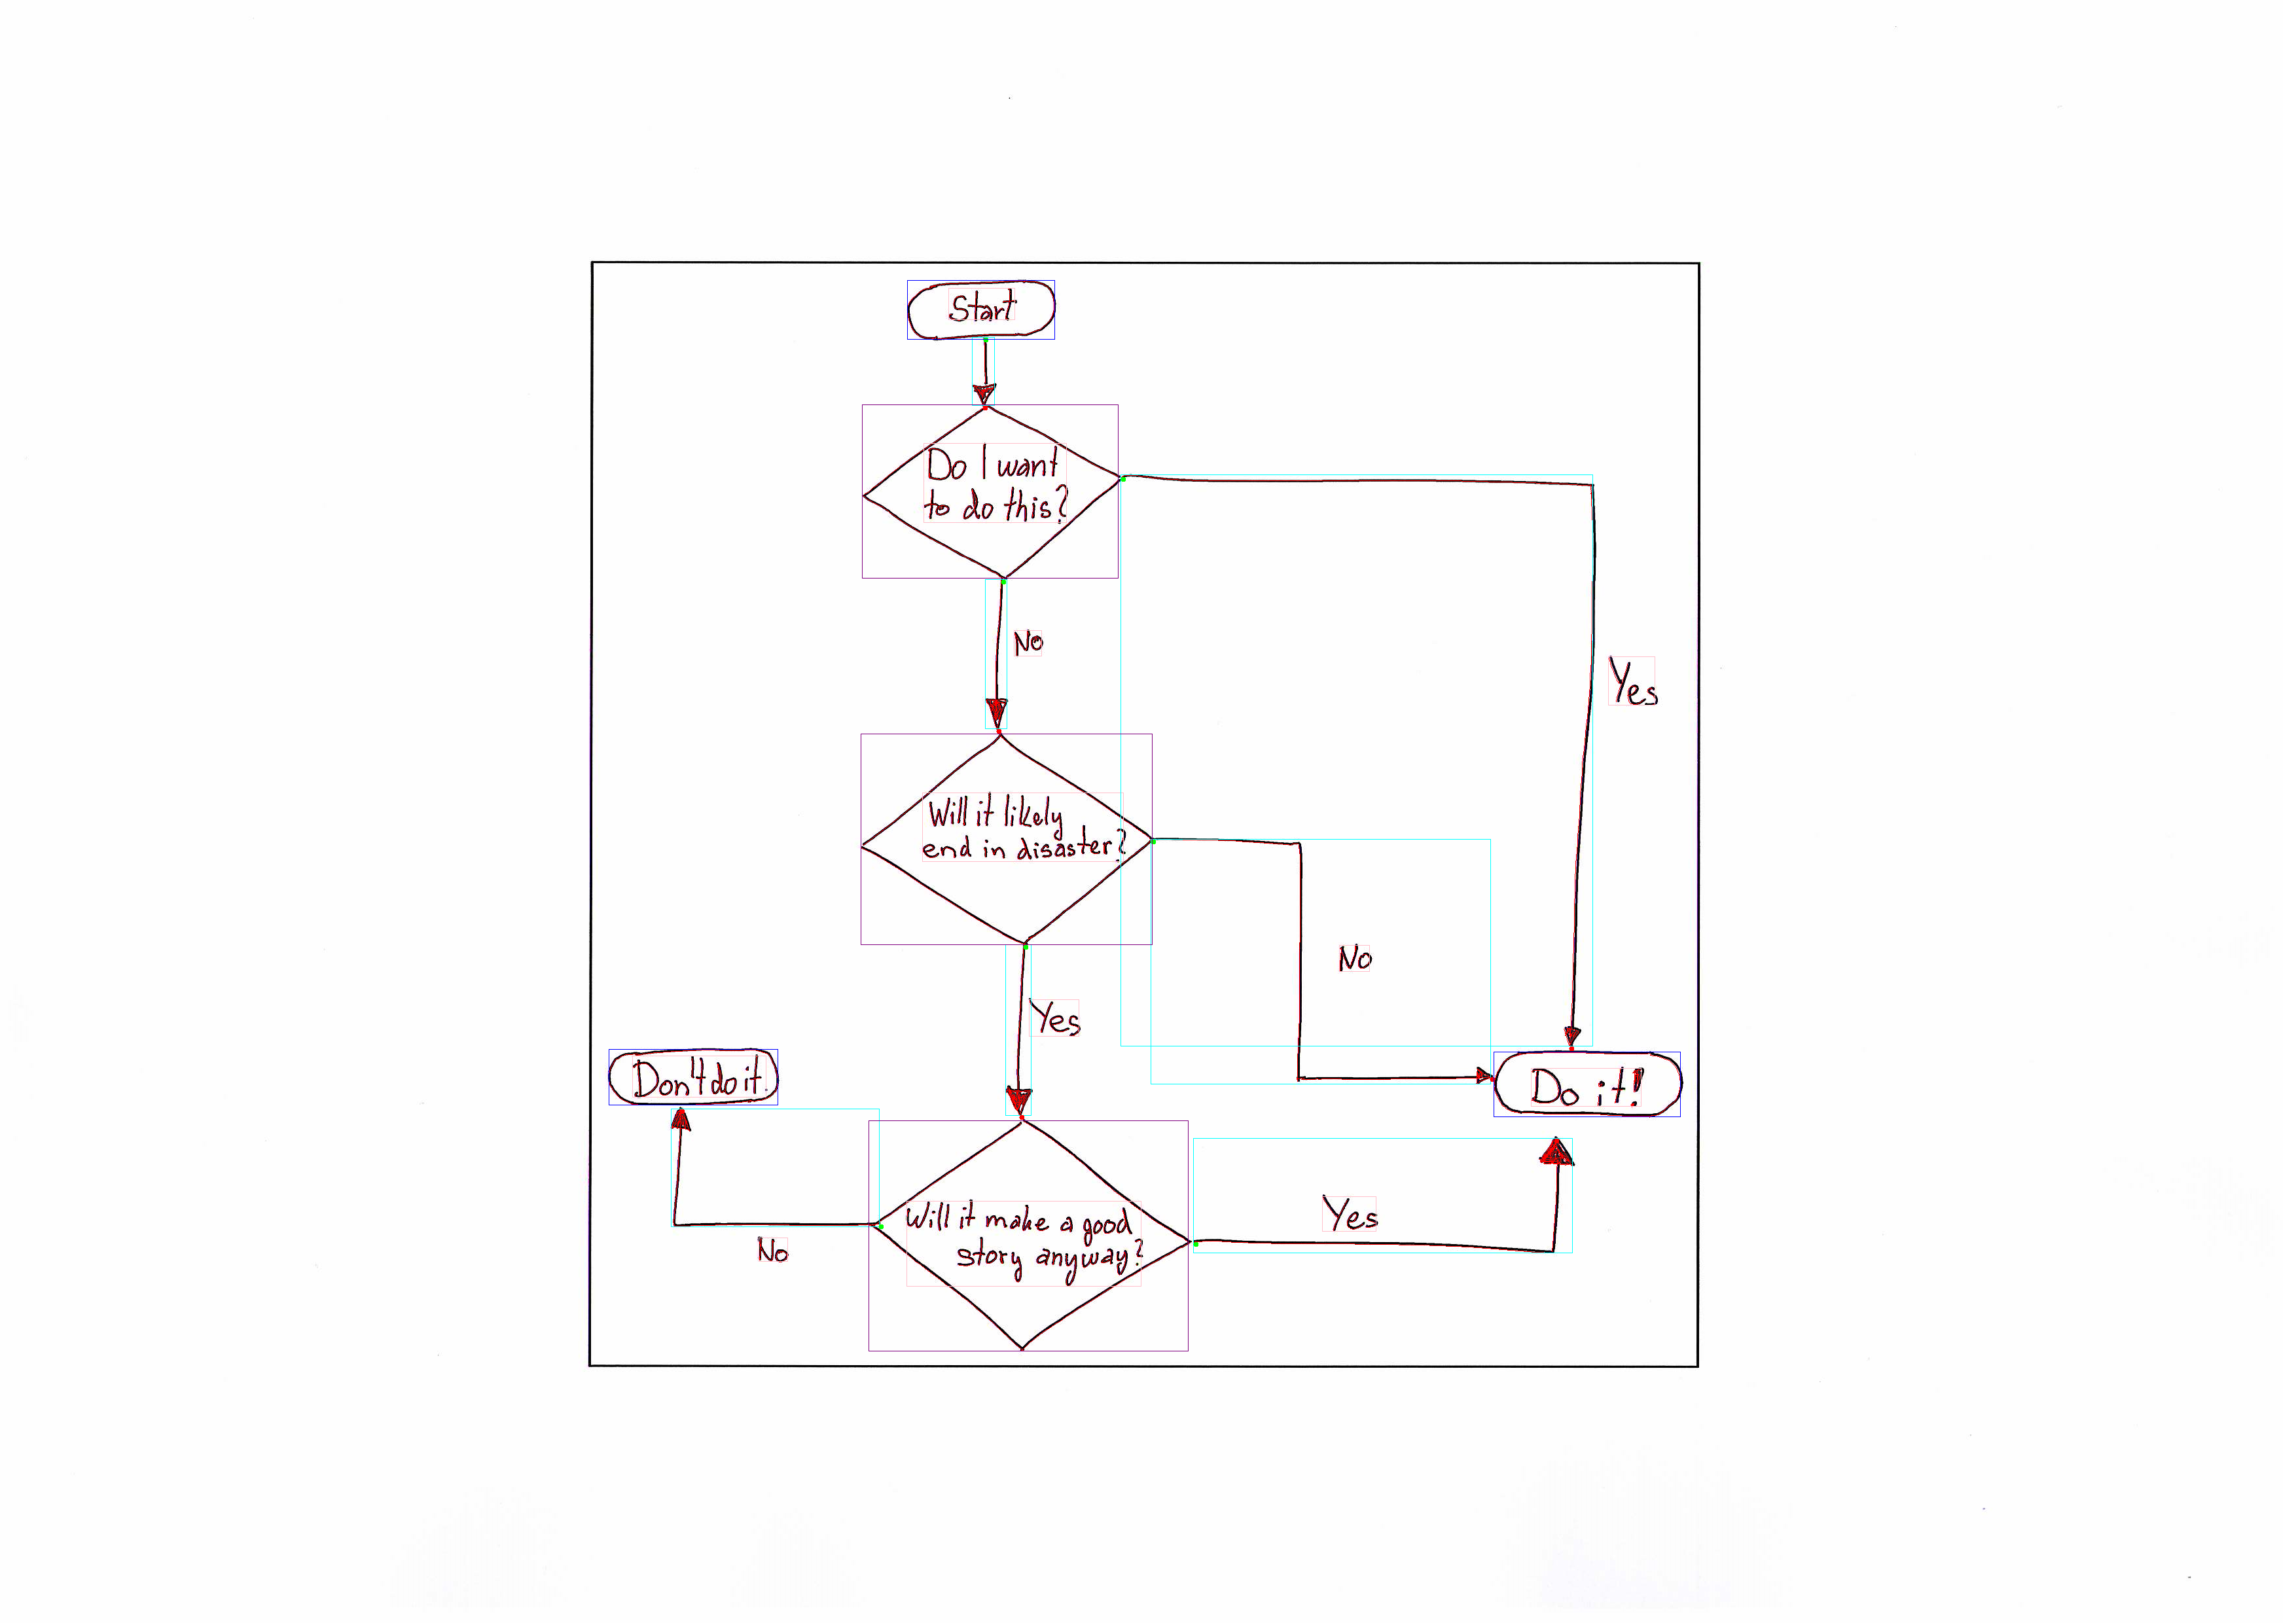 Start
Do I want
to do this?
No
Yes
Will it likely
end in disaster?
No
Yes
Don't do it.
Do it!
Will it make a good
story anyway?
Yes
No